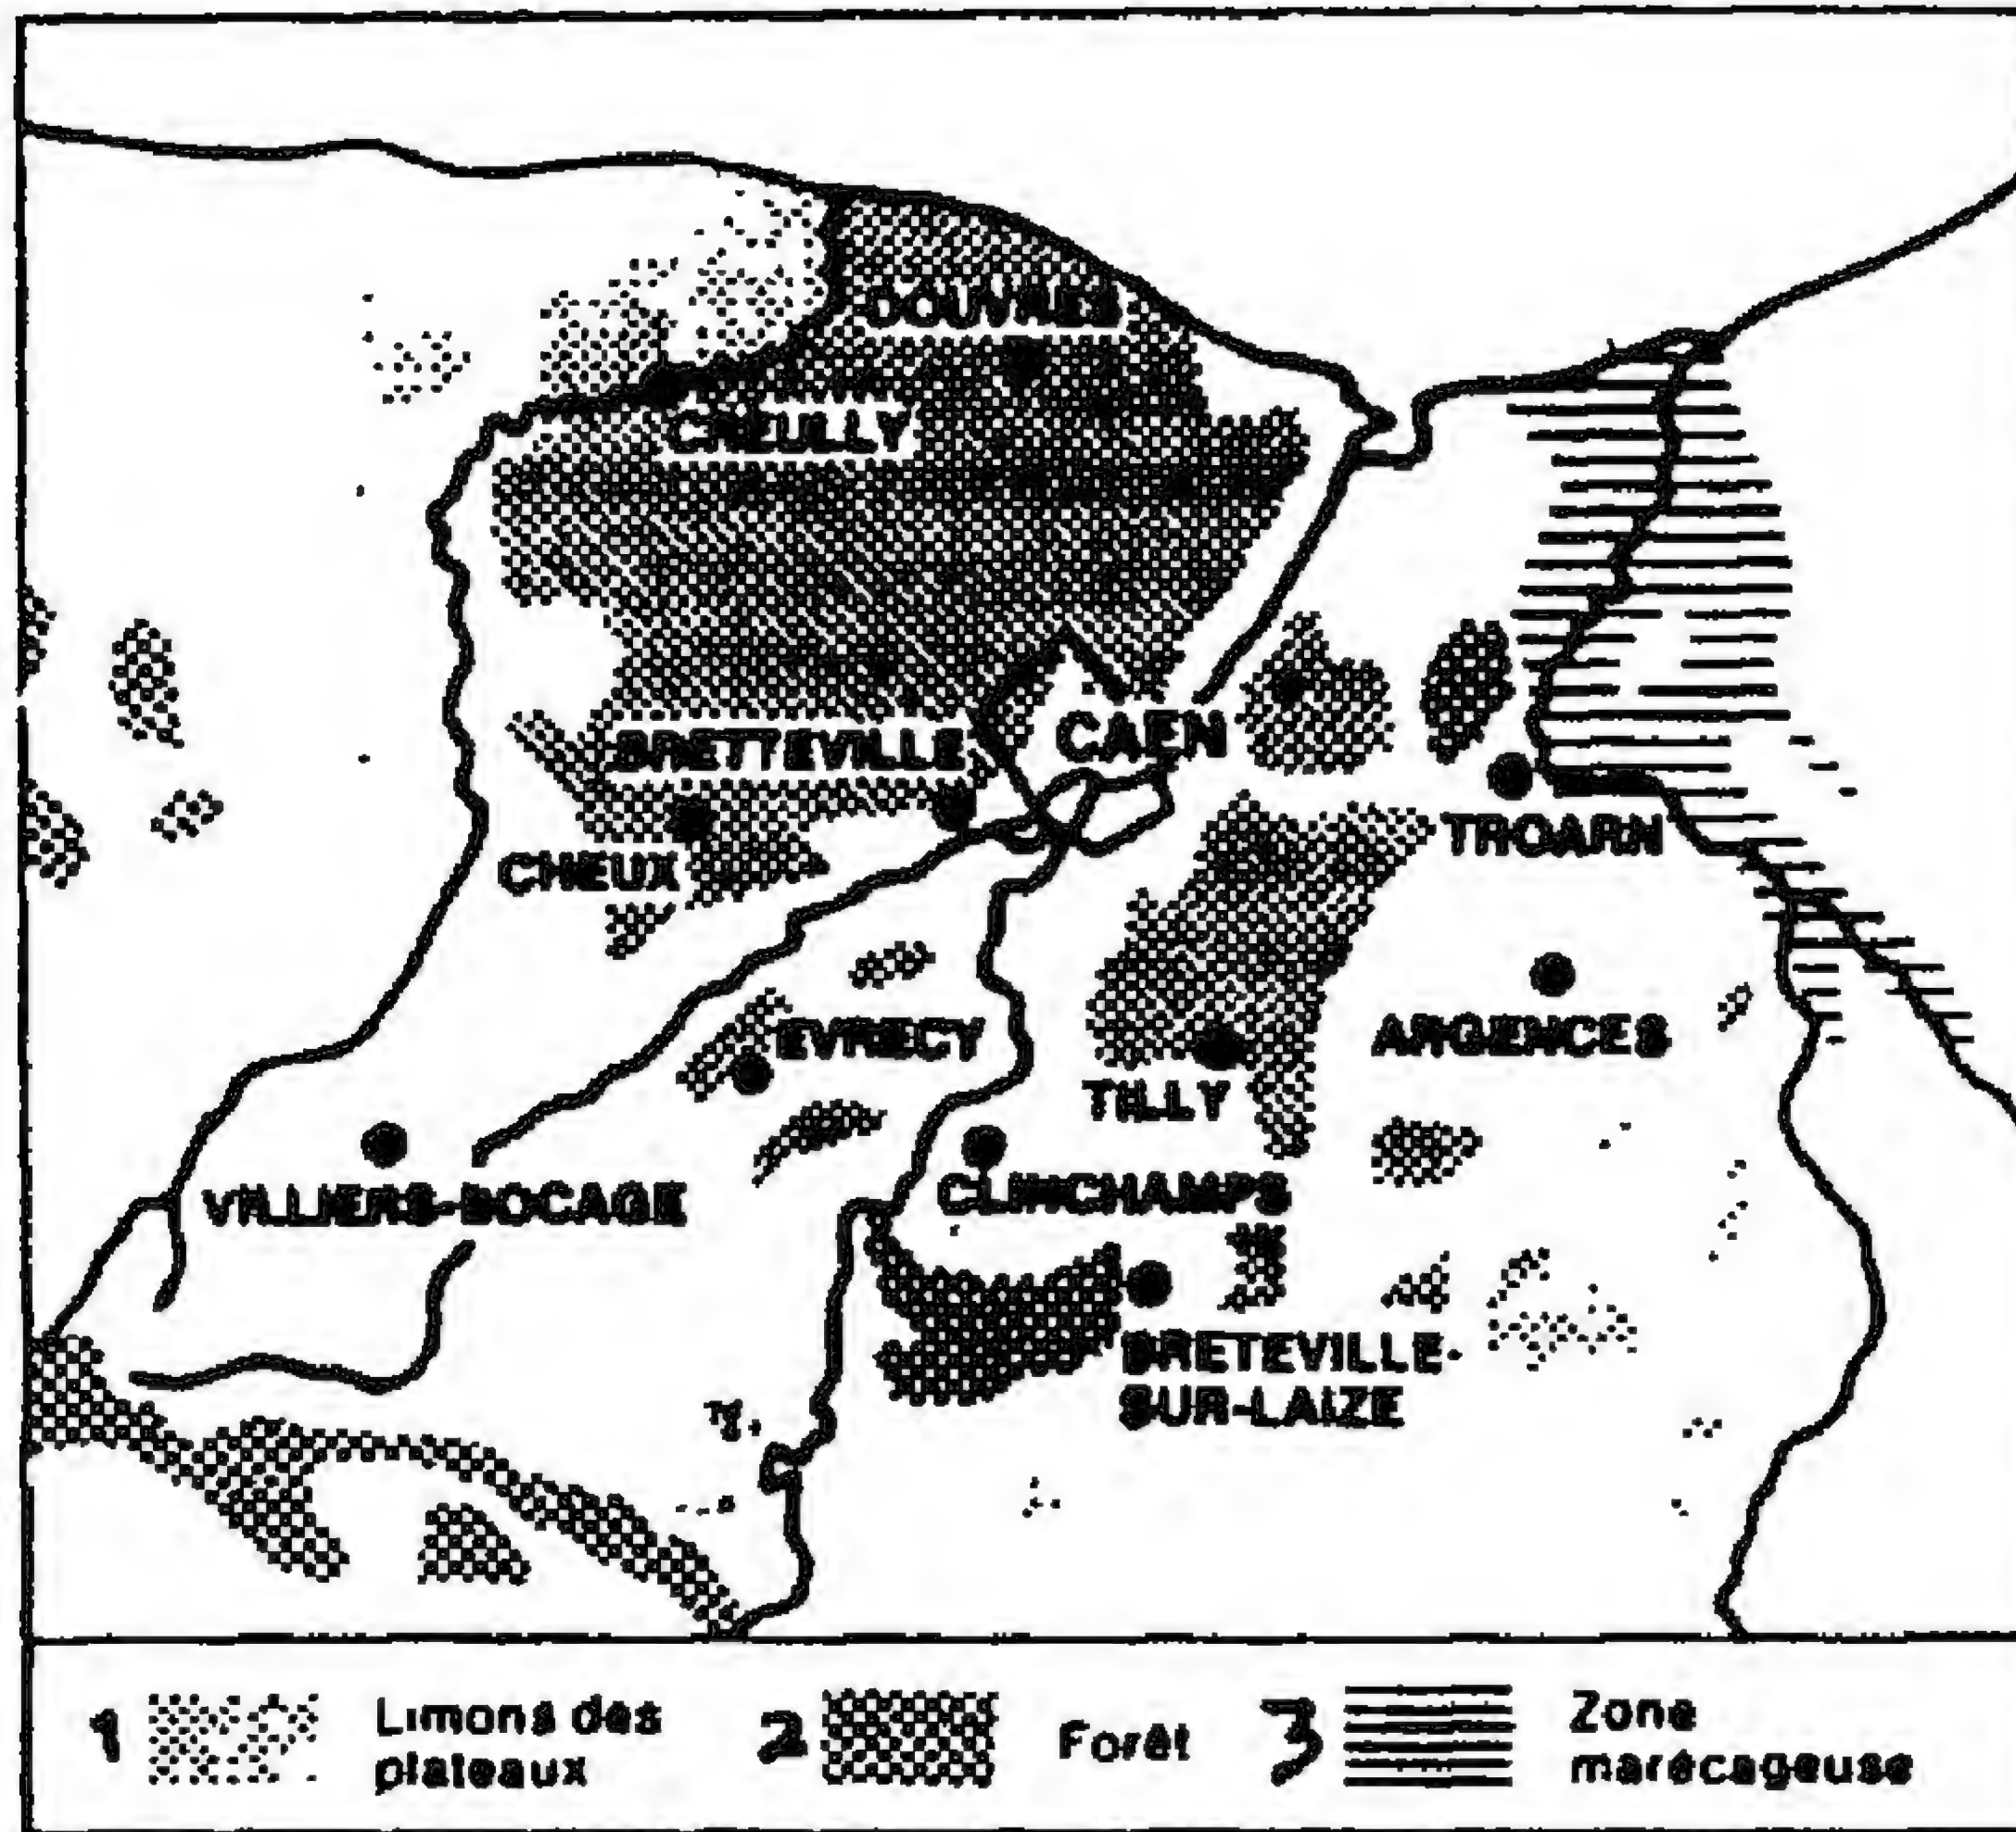 DOUVRES
CREULLY
BRETTEVILLE
CAEN
CHEUX
TROARN
EVRECY
ARGENCES
TILLY
VILLIERS-BOCAGE
CLINCHAMPS
BRETEVILLE-
SUR-LAIZE
1 Limons des
plateaux
2 Forêt
3 Zone
marécageuse